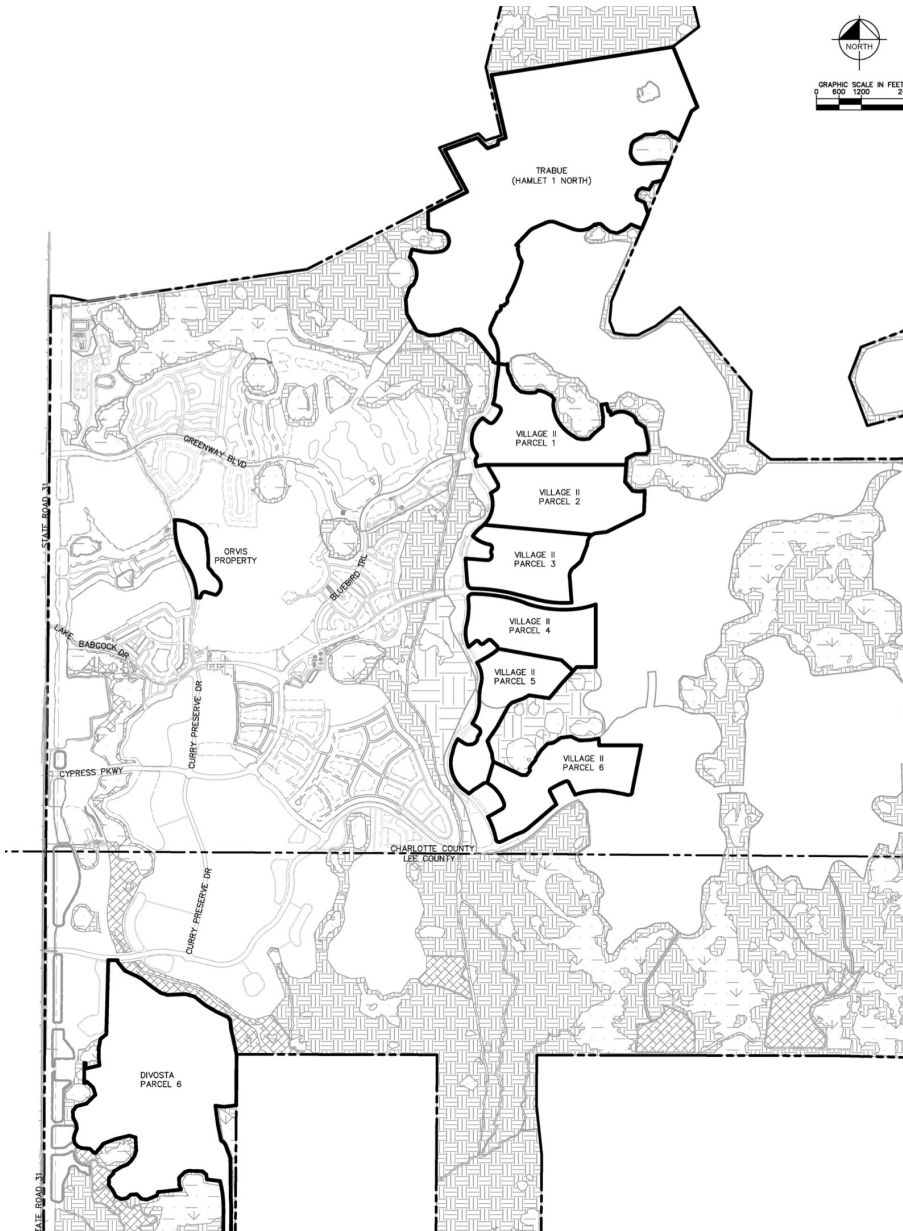 NORTH
GRAPHIC SCALE IN FEET
0 600 1200
TRABUE
(HAMLET 1 NORTH)
VILLAGE II
PARCEL 1
GREENWAY BLVD
VILLAGE II
PARCEL 2
STATE ROAD 31
ORVIS
PROPERTY
VILLAGE II
PARCEL 3
BLUEBIRD TRL
VILLAGE II
PARCEL 4
LAKE BABCOCK DR
VILLAGE II
PARCEL 5
CURRY PRESERVE DR
VILLAGE II
PARCEL 6
CYPRESS PKWY
CHARLOTTE COUNTY
LEE COUNTY
CURRY PRESERVE DR
DIVOSTA
PARCEL 6
STATE ROAD 31